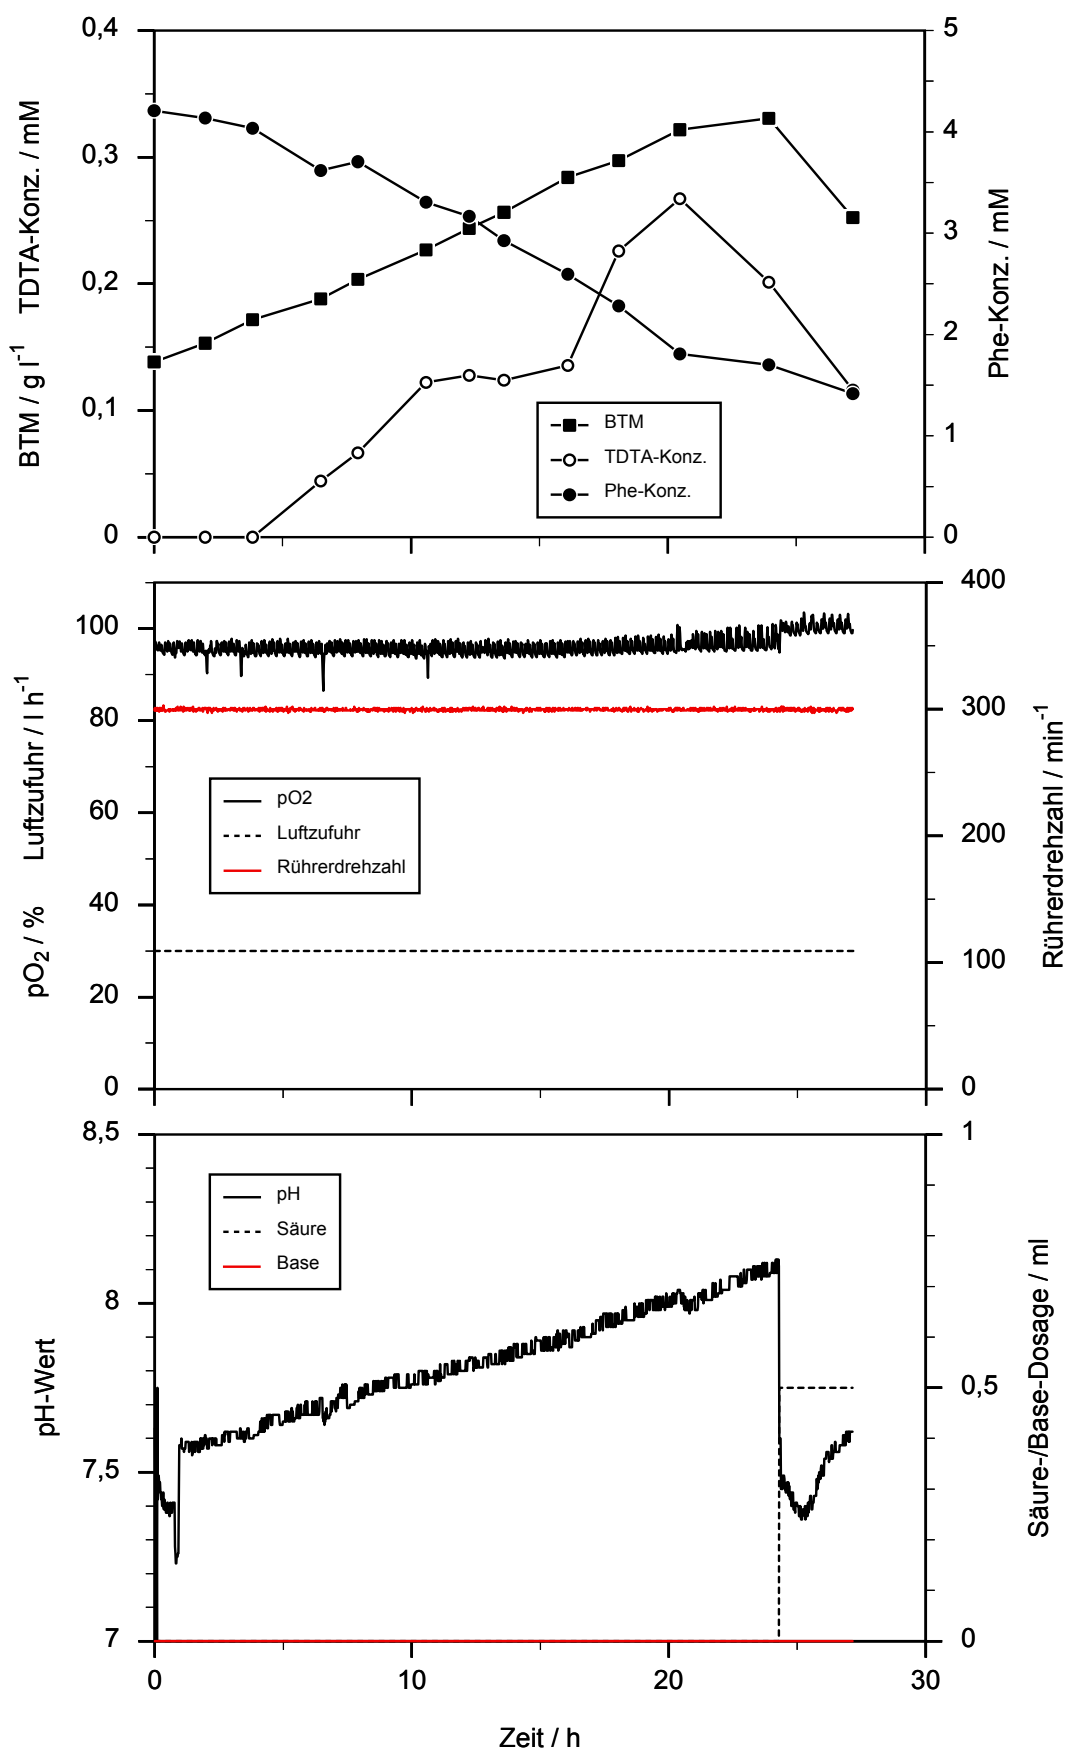 0,4
0,3
0,2
0,1
0
BTM / g l⁻¹ TDTA-Konz. / mM
5
4
3
2
1
0
Phe-Konz. / mM
BTM
TDTA-Konz.
Phe-Konz.
100
80
60
40
20
0
pO₂ / % Luftzufuhr / l h⁻¹
400
300
200
100
0
Rührerdrehzahl / min⁻¹
pO2
Luftzufuhr
Rührerdrehzahl
8,5
8
7,5
7
pH-Wert
1
0,5
0
Säure-/Base-Dosage / ml
pH
Säure
Base
0 10 20 30
Zeit / h